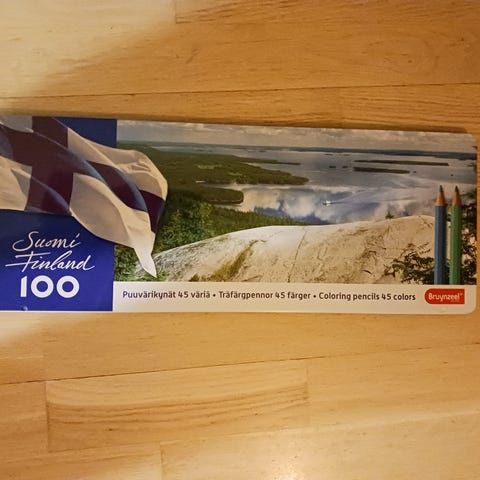 Suomi
Finland
100
Puuvärikynät 45 väriä • Träfärgpennor 45 färger • Coloring pencils 45 colors
Bruynzeel